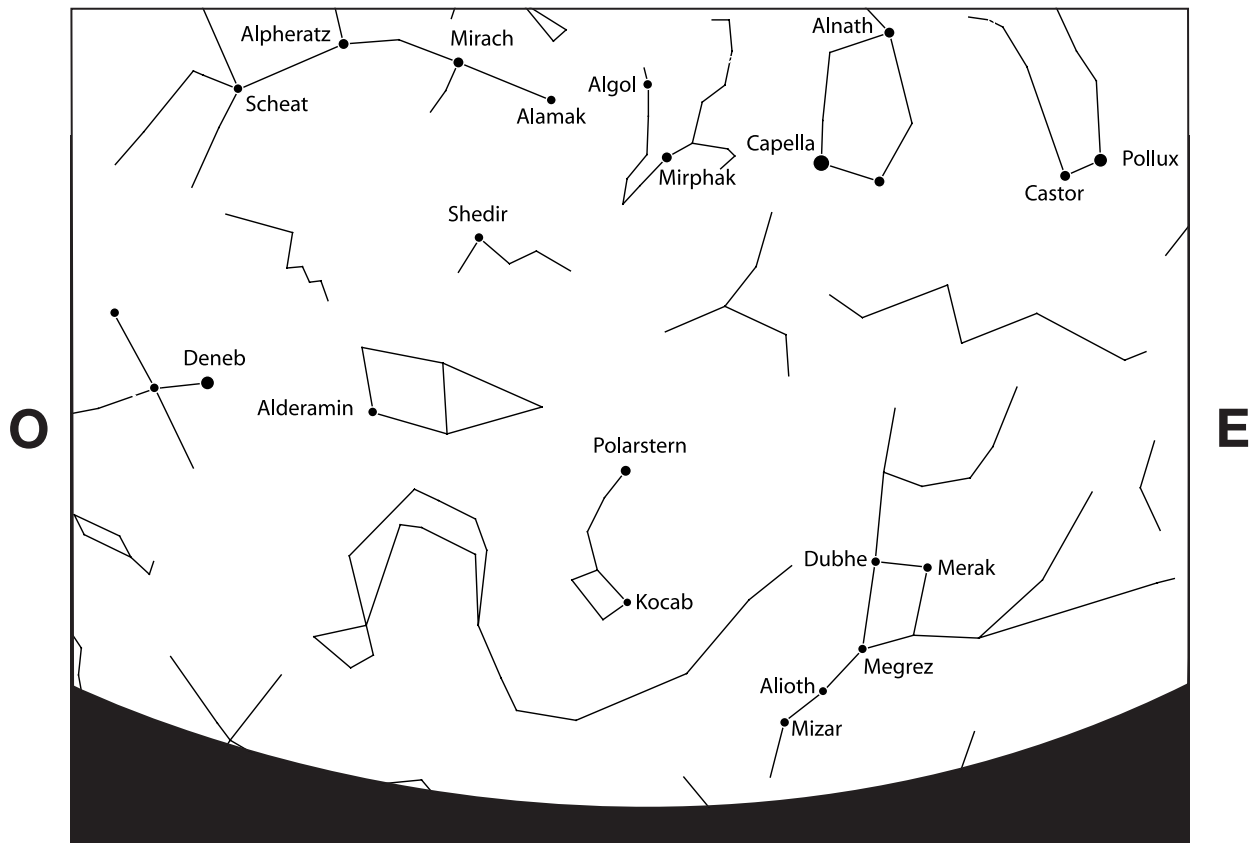 Alnath
Alpheratz
Mirach
Algol
Scheat
Alamak
Capella
Pollux
Mirphak
Castor
Shedir
Deneb
Alderamin
O
E
Polarstern
Dubhe
Merak
Kocab
Megrez
Alioth
Mizar